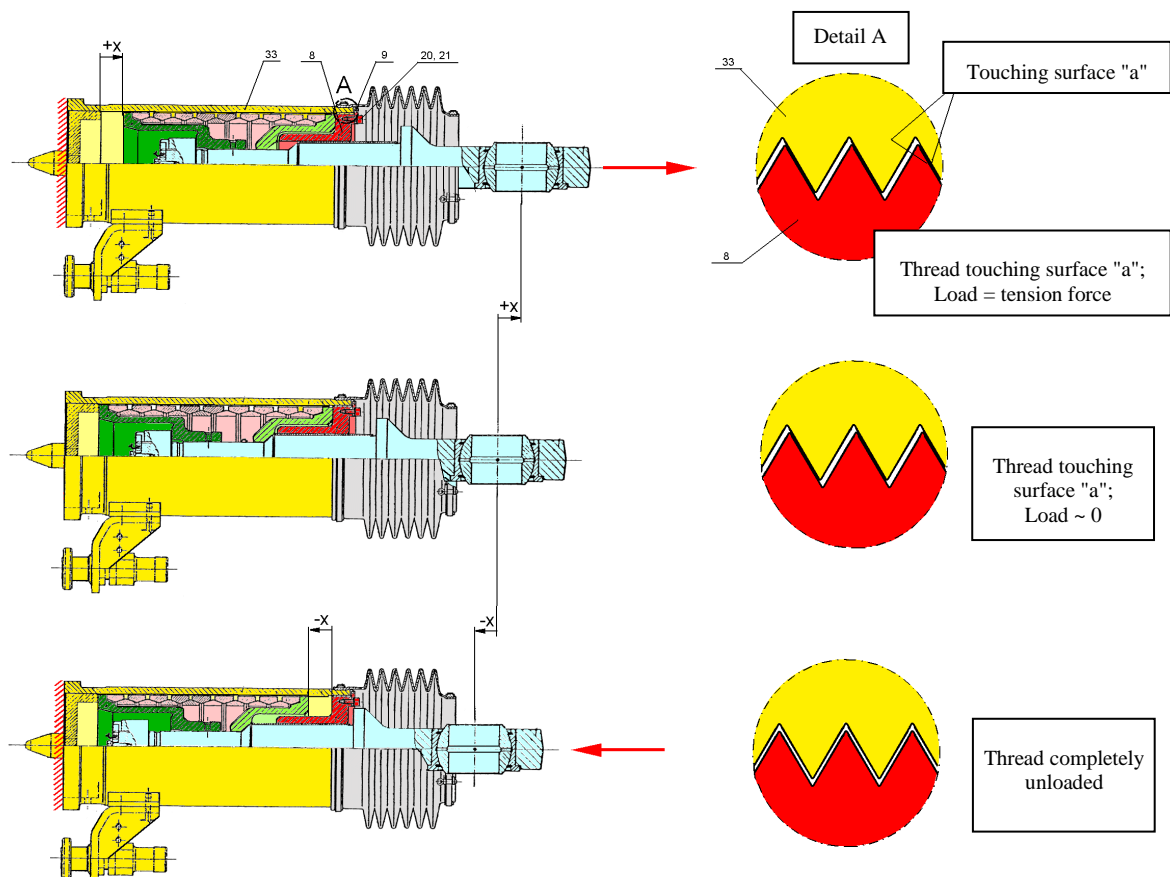 +X
33
8
A
9
20, 21
Detail A
33
Touching surface "a"
8
Thread touching surface "a";
Load = tension force
+X
Thread touching
surface "a";
Load ~ 0
-X
-X
Thread completely
unloaded